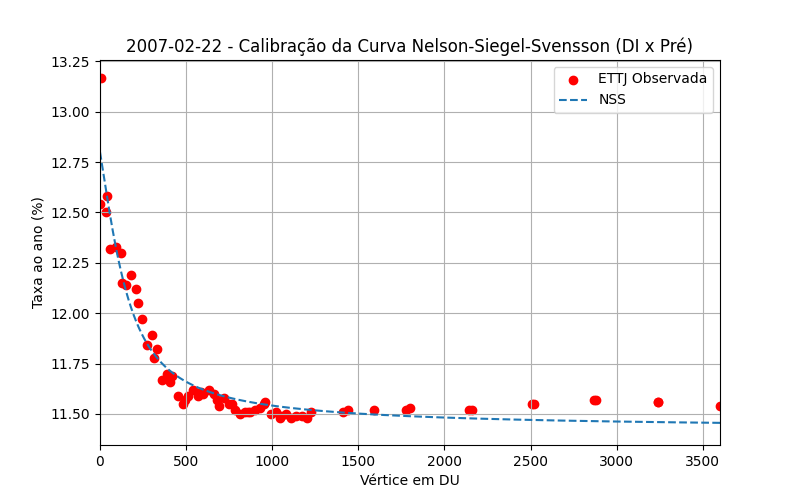 2007-02-22 - Calibração da Curva Nelson-Siegel-Svensson (DI x Pré)
ETTJ Observada
NSS
Taxa ao ano (%)
13.25
13.00
12.75
12.50
12.25
12.00
11.75
11.50
0 500 1000 1500 2000 2500 3000 3500
Vértice em DU